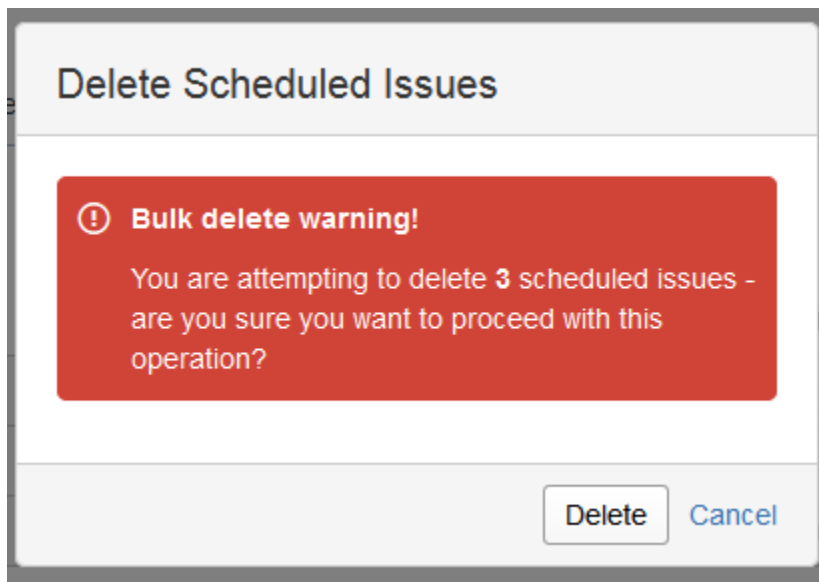 Delete Scheduled Issues
Bulk delete warning!
You are attempting to delete 3 scheduled issues -
are you sure you want to proceed with this
operation?
Delete
Cancel